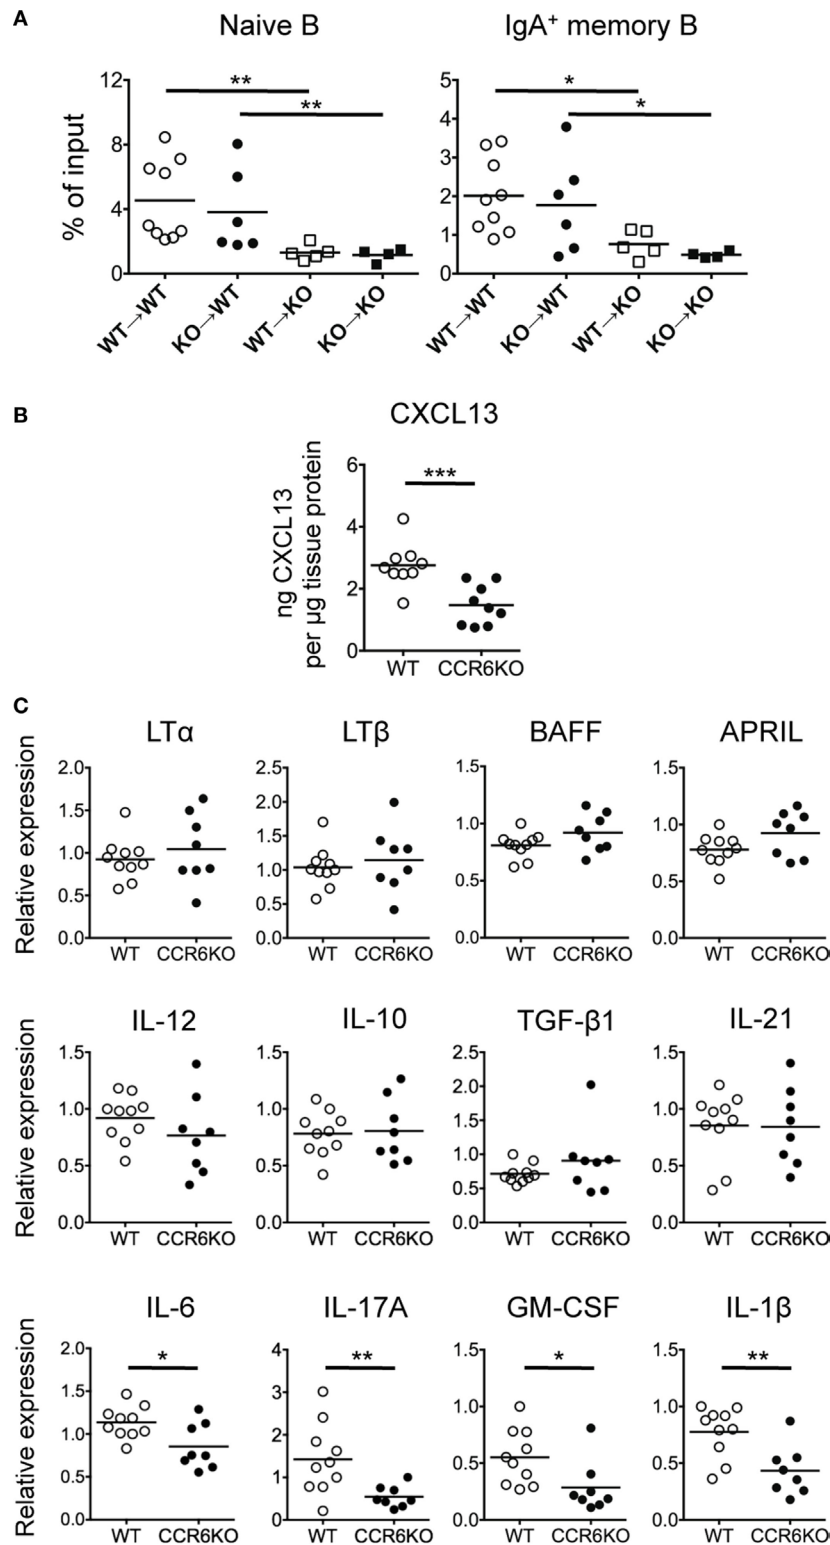 A
Naive B
IgA⁺ memory B
% of input
12
8
4
0
**
**
WT→WT
KO→WT
WT→KO
KO→KO
5
4
3
2
1
0
*
*
WT→WT
KO→WT
WT→KO
KO→KO
B
CXCL13
ng CXCL13
per μg tissue protein
6
4
2
0
***
WT CCR6KO
C
LTα
LTβ
BAFF
APRIL
Relative expression
2.0
1.5
1.0
0.5
0.0
WT CCR6KO
2.5
2.0
1.5
1.0
0.5
0.0
WT CCR6KO
1.5
1.0
0.5
0.0
WT CCR6KO
1.5
1.0
0.5
0.0
WT CCR6KO
IL-12
IL-10
TGF-β1
IL-21
Relative expression
1.5
1.0
0.5
0.0
WT CCR6KO
1.5
1.0
0.5
0.0
WT CCR6KO
2.5
2.0
1.5
1.0
0.5
0.0
WT CCR6KO
1.5
1.0
0.5
0.0
WT CCR6KO
IL-6
IL-17A
GM-CSF
IL-1β
Relative expression
2.0
1.5
1.0
0.5
0.0
*
WT CCR6KO
4
3
2
1
0
**
WT CCR6KO
1.5
1.0
0.5
0.0
*
WT CCR6KO
1.5
1.0
0.5
0.0
**
WT CCR6KO